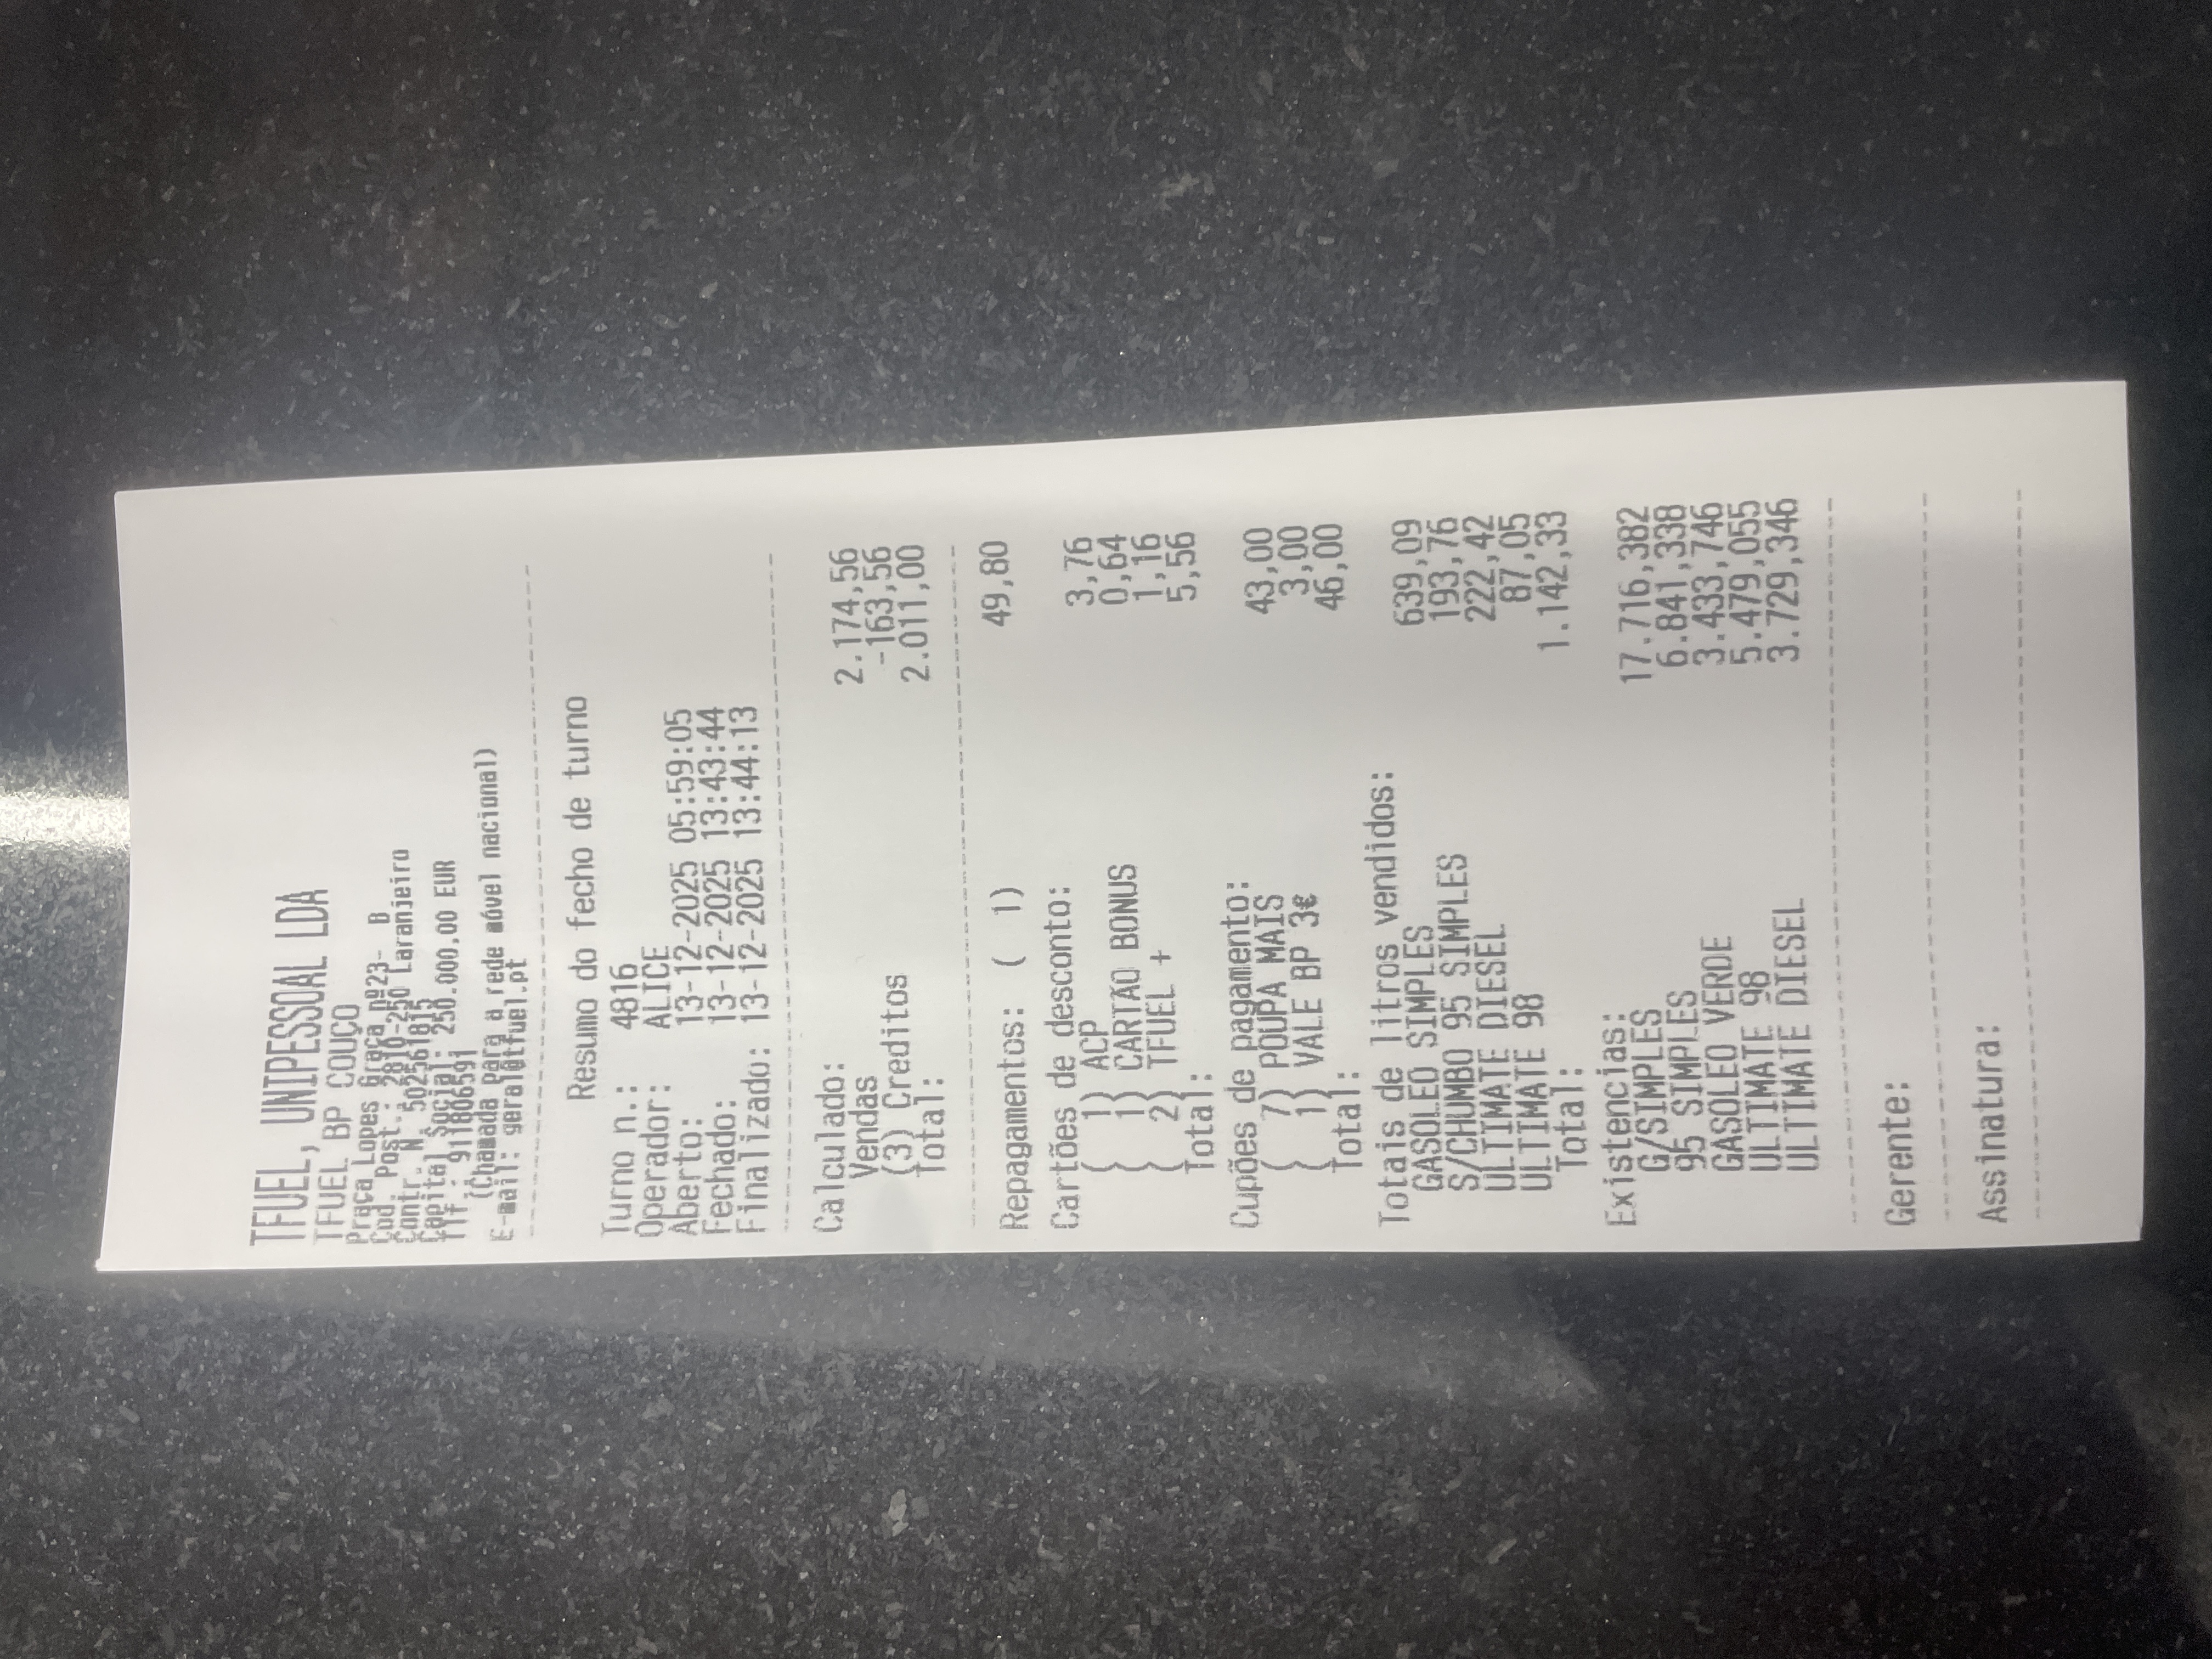 TFUEL, UNIPESSOAL LDA
TFUEL BP COUÇO
Praça Lopes Graça nº23- B
Cod. Post.: 2810-250 Laranjeiro
Contr. N. 502561815
Capital Social: 250.000,00 EUR
Tlf.: 911806591
(Chamada para a rede móvel nacional)
E-mail: geral@tfuel.pt
Resumo do fecho de turno
Turno n.: 4816
Operador: ALICE
Aberto: 13-12-2025 05:59:05
Fechado: 13-12-2025 13:43:44
Finalizado: 13-12-2025 13:44:13
Calculado:
Vendas 2.174,56
(3) Creditos -163,56
Total: 2.011,00
Repagamentos: ( 1) 49,80
Cartões de desconto:
( 1) ACP 3,76
( 1) CARTÃO BONUS 0,64
( 2) TFUEL + 1,16
Total: 5,56
Cupões de pagamento:
( 7) POUPA MAIS 43,00
( 1) VALE BP 3€ 3,00
Total: 46,00
Totais de litros vendidos:
GASOLEO SIMPLES 639,09
S/CHUMBO 95 SIMPLES 193,76
ULTIMATE DIESEL 222,42
ULTIMATE 98 87,05
Total: 1.142,33
Existencias:
G/SIMPLES 17.716,382
95 SIMPLES 6.841,338
GASOLEO VERDE 3.433,746
ULTIMATE 98 5.479,055
ULTIMATE DIESEL 3.729,346
Gerente:
Assinatura: